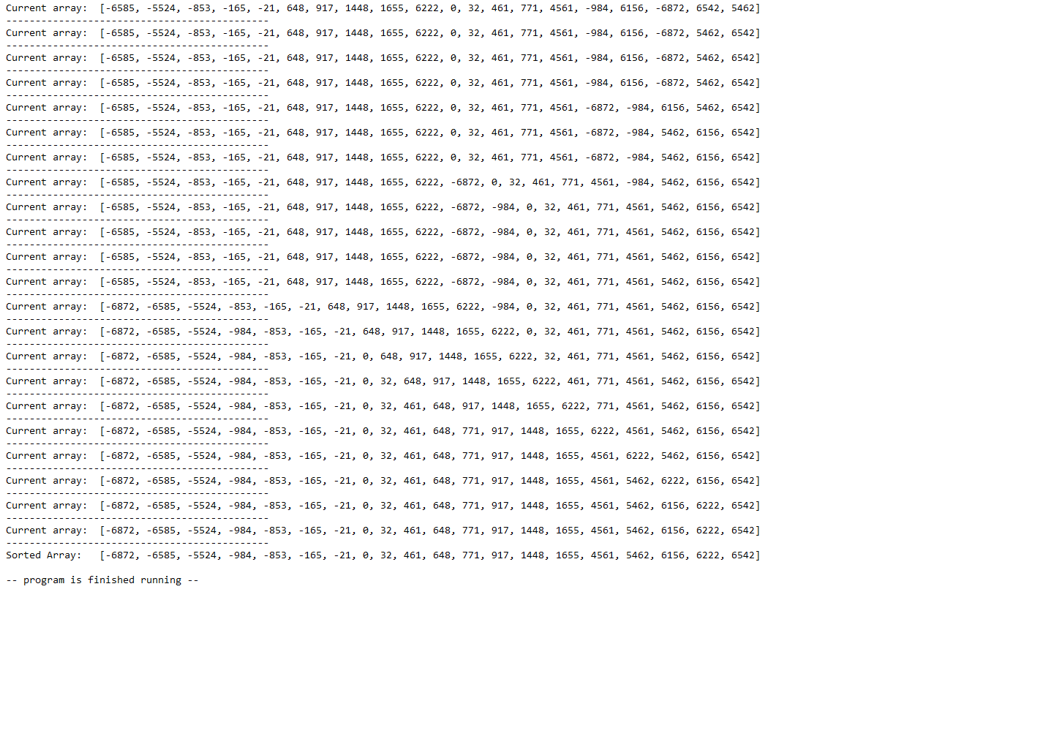 Current array:  [-6585, -5524, -853, -165, -21, 648, 917, 1448, 1655, 6222, 0, 32, 461, 771, 4561, -984, 6156, -6872, 6542, 5462]
---------------------------------------------
Current array:  [-6585, -5524, -853, -165, -21, 648, 917, 1448, 1655, 6222, 0, 32, 461, 771, 4561, -984, 6156, -6872, 5462, 6542]
---------------------------------------------
Current array:  [-6585, -5524, -853, -165, -21, 648, 917, 1448, 1655, 6222, 0, 32, 461, 771, 4561, -984, 6156, -6872, 5462, 6542]
---------------------------------------------
Current array:  [-6585, -5524, -853, -165, -21, 648, 917, 1448, 1655, 6222, 0, 32, 461, 771, 4561, -984, 6156, -6872, 5462, 6542]
---------------------------------------------
Current array:  [-6585, -5524, -853, -165, -21, 648, 917, 1448, 1655, 6222, 0, 32, 461, 771, 4561, -6872, -984, 6156, 5462, 6542]
---------------------------------------------
Current array:  [-6585, -5524, -853, -165, -21, 648, 917, 1448, 1655, 6222, 0, 32, 461, 771, 4561, -6872, -984, 5462, 6156, 6542]
---------------------------------------------
Current array:  [-6585, -5524, -853, -165, -21, 648, 917, 1448, 1655, 6222, 0, 32, 461, 771, 4561, -6872, -984, 5462, 6156, 6542]
---------------------------------------------
Current array:  [-6585, -5524, -853, -165, -21, 648, 917, 1448, 1655, 6222, -6872, 0, 32, 461, 771, 4561, -984, 5462, 6156, 6542]
---------------------------------------------
Current array:  [-6585, -5524, -853, -165, -21, 648, 917, 1448, 1655, 6222, -6872, -984, 0, 32, 461, 771, 4561, 5462, 6156, 6542]
---------------------------------------------
Current array:  [-6585, -5524, -853, -165, -21, 648, 917, 1448, 1655, 6222, -6872, -984, 0, 32, 461, 771, 4561, 5462, 6156, 6542]
---------------------------------------------
Current array:  [-6585, -5524, -853, -165, -21, 648, 917, 1448, 1655, 6222, -6872, -984, 0, 32, 461, 771, 4561, 5462, 6156, 6542]
---------------------------------------------
Current array:  [-6585, -5524, -853, -165, -21, 648, 917, 1448, 1655, 6222, -6872, -984, 0, 32, 461, 771, 4561, 5462, 6156, 6542]
---------------------------------------------
Current array:  [-6872, -6585, -5524, -853, -165, -21, 648, 917, 1448, 1655, 6222, -984, 0, 32, 461, 771, 4561, 5462, 6156, 6542]
---------------------------------------------
Current array:  [-6872, -6585, -5524, -984, -853, -165, -21, 648, 917, 1448, 1655, 6222, 0, 32, 461, 771, 4561, 5462, 6156, 6542]
---------------------------------------------
Current array:  [-6872, -6585, -5524, -984, -853, -165, -21, 0, 648, 917, 1448, 1655, 6222, 32, 461, 771, 4561, 5462, 6156, 6542]
---------------------------------------------
Current array:  [-6872, -6585, -5524, -984, -853, -165, -21, 0, 32, 648, 917, 1448, 1655, 6222, 461, 771, 4561, 5462, 6156, 6542]
---------------------------------------------
Current array:  [-6872, -6585, -5524, -984, -853, -165, -21, 0, 32, 461, 648, 917, 1448, 1655, 6222, 771, 4561, 5462, 6156, 6542]
---------------------------------------------
Current array:  [-6872, -6585, -5524, -984, -853, -165, -21, 0, 32, 461, 648, 771, 917, 1448, 1655, 6222, 4561, 5462, 6156, 6542]
---------------------------------------------
Current array:  [-6872, -6585, -5524, -984, -853, -165, -21, 0, 32, 461, 648, 771, 917, 1448, 1655, 4561, 6222, 5462, 6156, 6542]
---------------------------------------------
Current array:  [-6872, -6585, -5524, -984, -853, -165, -21, 0, 32, 461, 648, 771, 917, 1448, 1655, 4561, 5462, 6222, 6156, 6542]
---------------------------------------------
Current array:  [-6872, -6585, -5524, -984, -853, -165, -21, 0, 32, 461, 648, 771, 917, 1448, 1655, 4561, 5462, 6156, 6222, 6542]
---------------------------------------------
Current array:  [-6872, -6585, -5524, -984, -853, -165, -21, 0, 32, 461, 648, 771, 917, 1448, 1655, 4561, 5462, 6156, 6222, 6542]
---------------------------------------------
Sorted Array:   [-6872, -6585, -5524, -984, -853, -165, -21, 0, 32, 461, 648, 771, 917, 1448, 1655, 4561, 5462, 6156, 6222, 6542]
-- program is finished running --